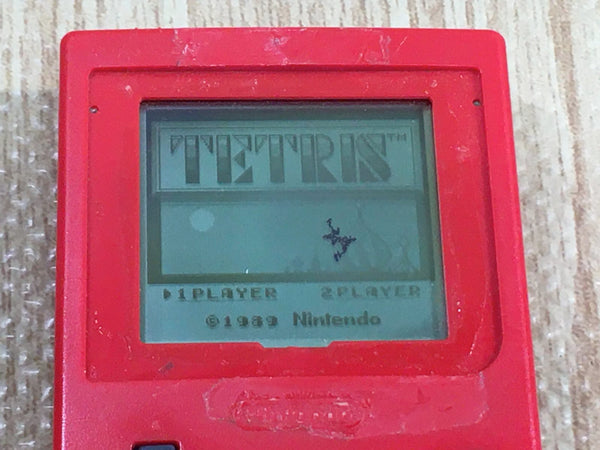 TETRIS™
▶1PLAYER 2PLAYER
©1989 Nintendo